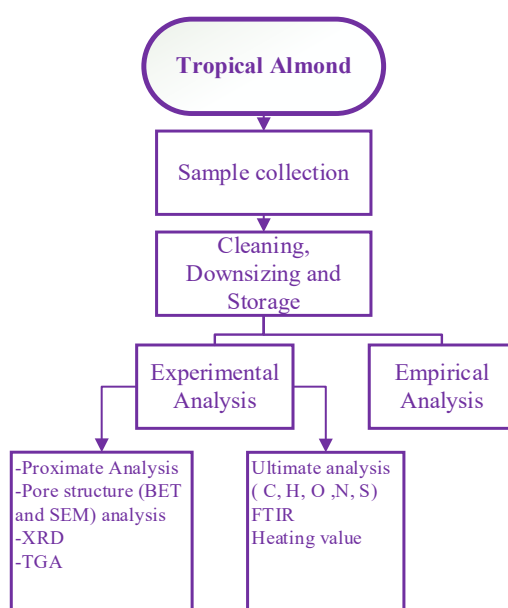 Tropical Almond
Sample collection
Cleaning,
Downsizing and
Storage
Experimental
Analysis
Empirical
Analysis
-Proximate Analysis
-Pore structure (BET
and SEM) analysis
-XRD
-TGA
Ultimate analysis
( C, H, O ,N, S)
FTIR
Heating value